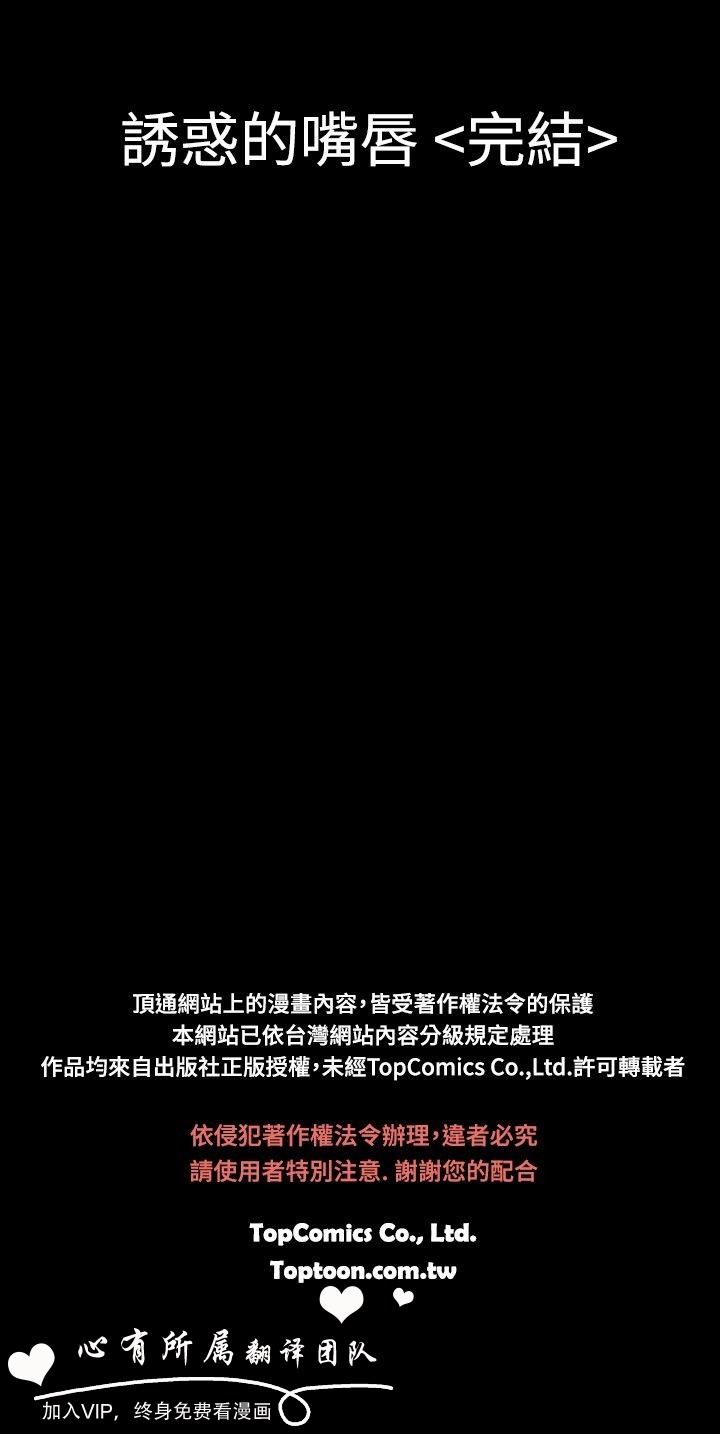 誘惑的嘴唇 <完結>
頂通網站上的漫畫內容，皆受著作權法令的保護
本網站已依台灣網站內容分級規定處理
作品均來自出版社正版授權，未經TopComics Co.,Ltd.許可轉載者
依侵犯著作權法令辦理，違者必究
請使用者特別注意. 謝謝您的配合
TopComics Co., Ltd.
Toptoon.com.tw
心有所属翻译团队
加入VIP，终身免费看漫画